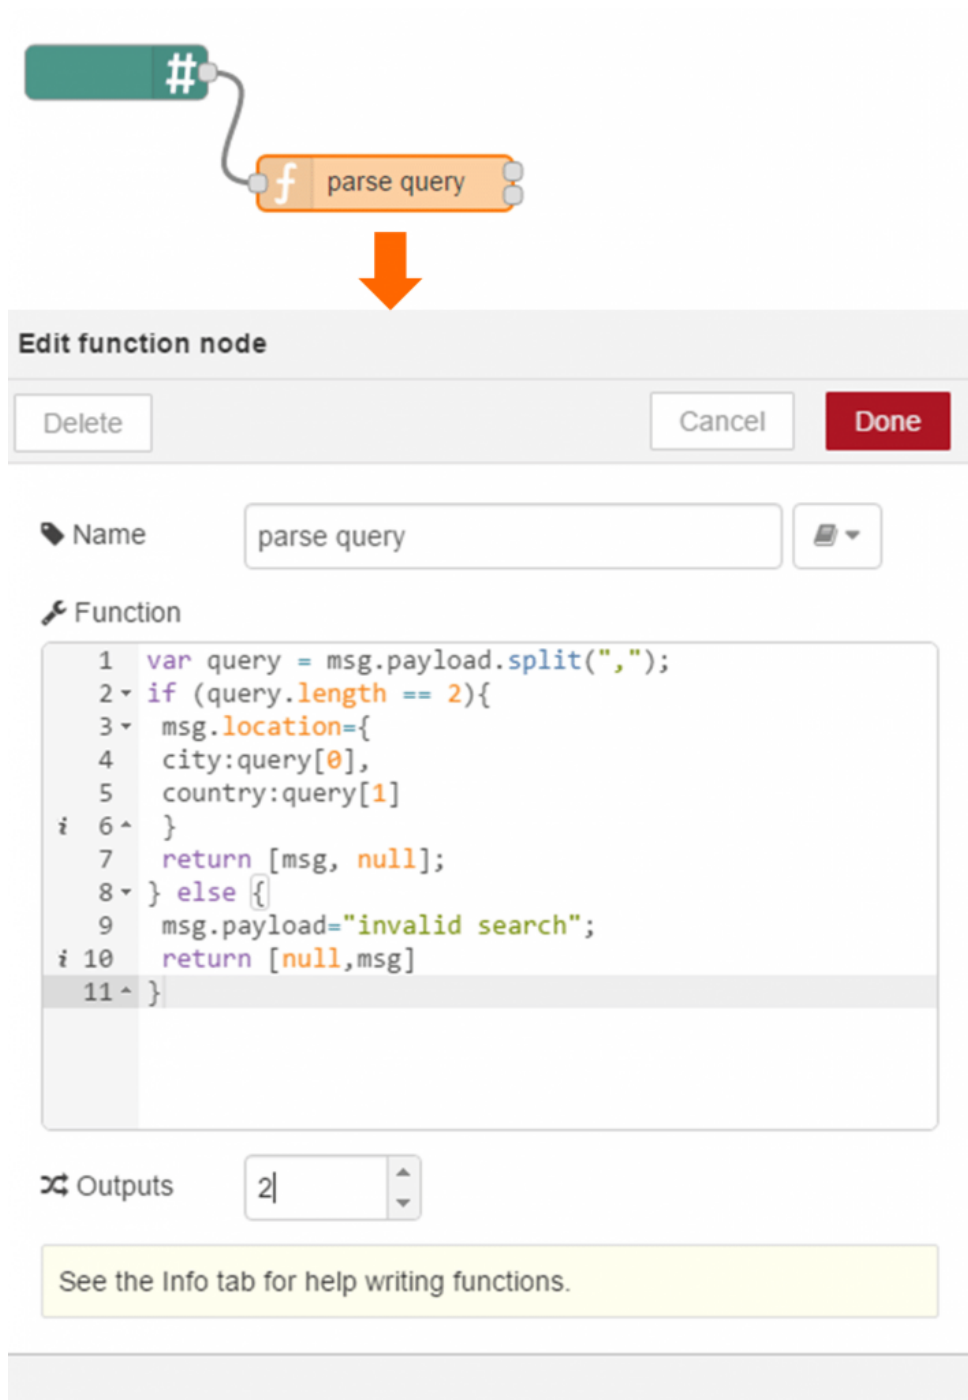 #
f parse query
Edit function node
Delete Cancel Done
Name parse query
Function
1 var query = msg.payload.split(",");
2 if (query.length == 2){
3 msg.location={
4 city:query[0],
5 country:query[1]
i 6 }
7 return [msg, null];
8 } else {
9 msg.payload="invalid search";
i 10 return [null,msg]
11 }
Outputs 2
See the Info tab for help writing functions.